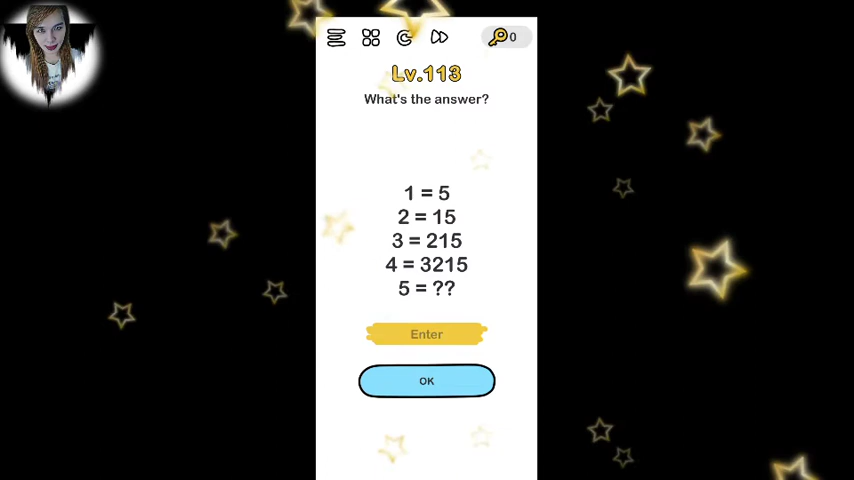 0
Lv.113
What's the answer?
1 = 5
2 = 15
3 = 215
4 = 3215
5 = ??
Enter
OK